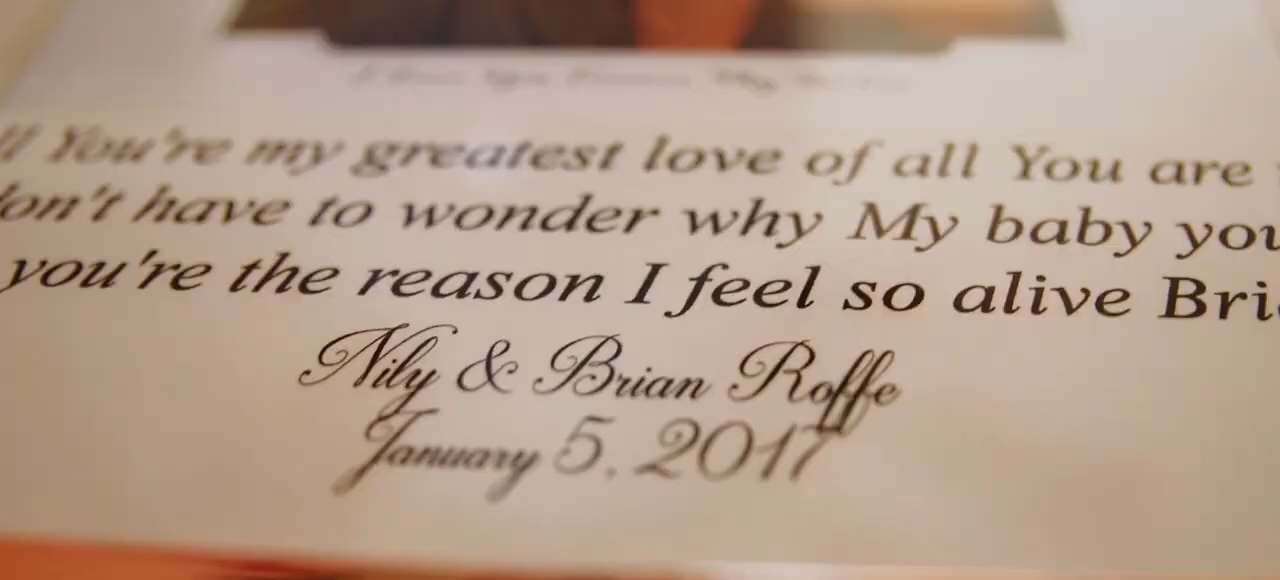 You're my greatest love of all You are
don't have to wonder why My baby you
you're the reason I feel so alive Bri
Nily & Brian Roffe
January 5, 2017